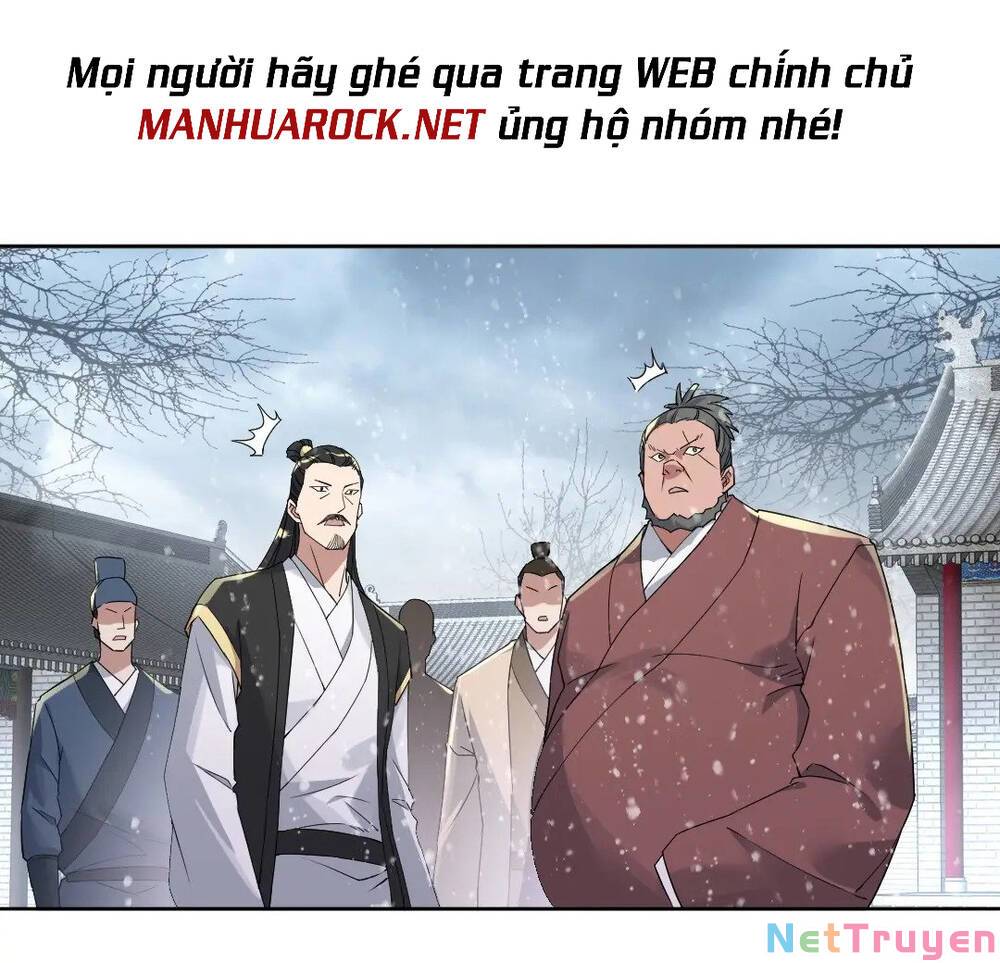 Mọi người hãy ghé qua trang WEB chính chủ
MANHUAROCK.NET ủng hộ nhóm nhé!
NetTruyen